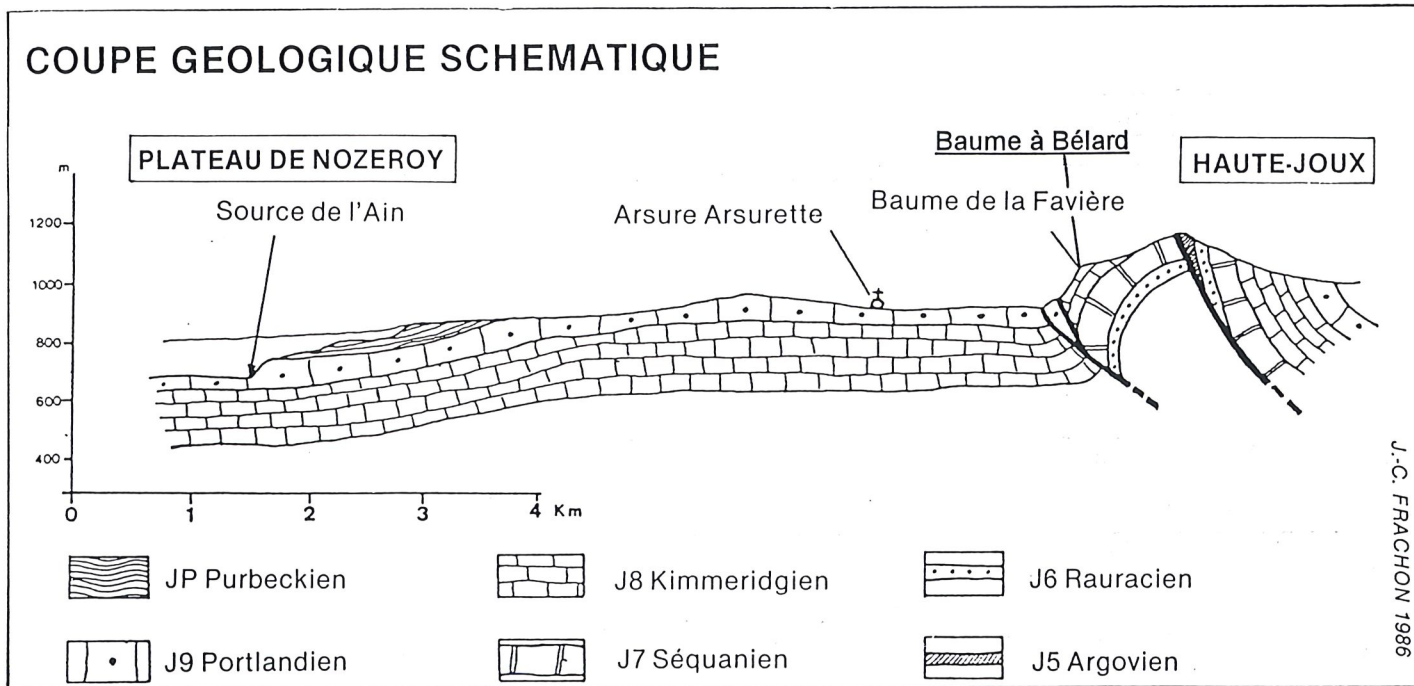 COUPE GEOLOGIQUE SCHEMATIQUE
PLATEAU DE NOZEROY
Baume à Bélard
HAUTE-JOUX
m
Source de l'Ain
Arsure Arsurette
Baume de la Favière
1200
1000
800
600
400
0 1 2 3 4 Km
JP Purbeckien
J8 Kimmeridgien
J6 Rauracien
J9 Portlandien
J7 Séquanien
J5 Argovien
J.-C. FRACHON 1986